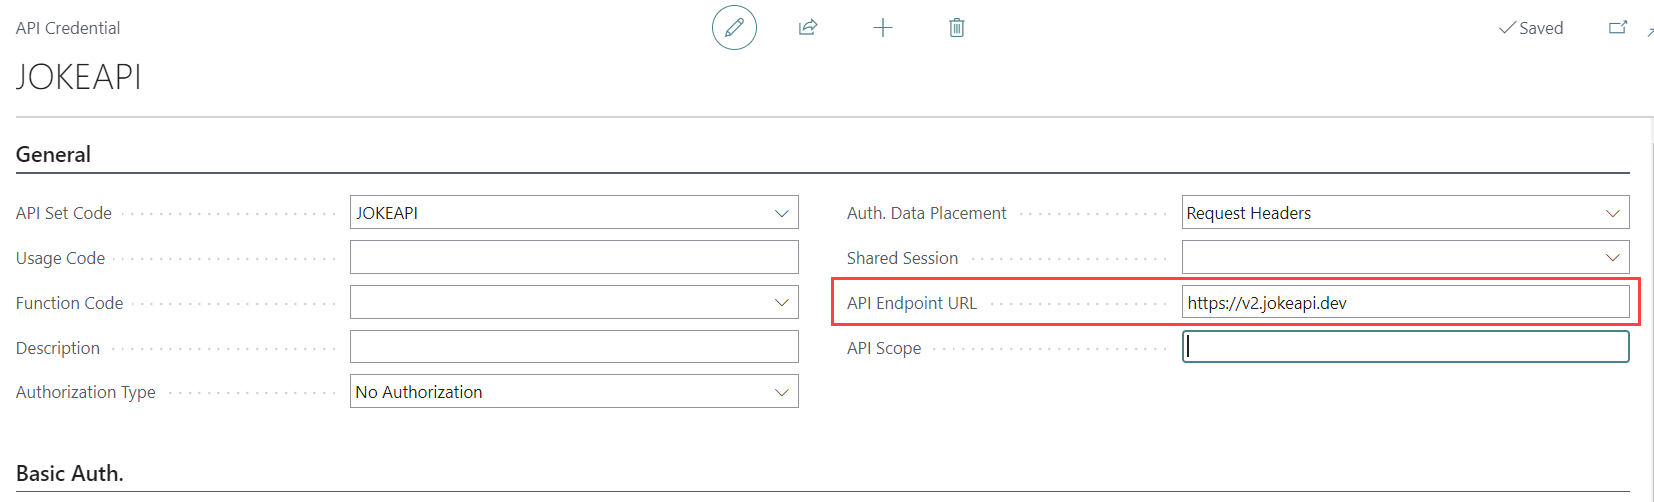 API Credential
Saved
JOKEAPI
General
API Set Code JOKEAPI
Auth. Data Placement Request Headers
Usage Code
Shared Session
Function Code
API Endpoint URL https://v2.jokeapi.dev
Description
API Scope
Authorization Type No Authorization
Basic Auth.